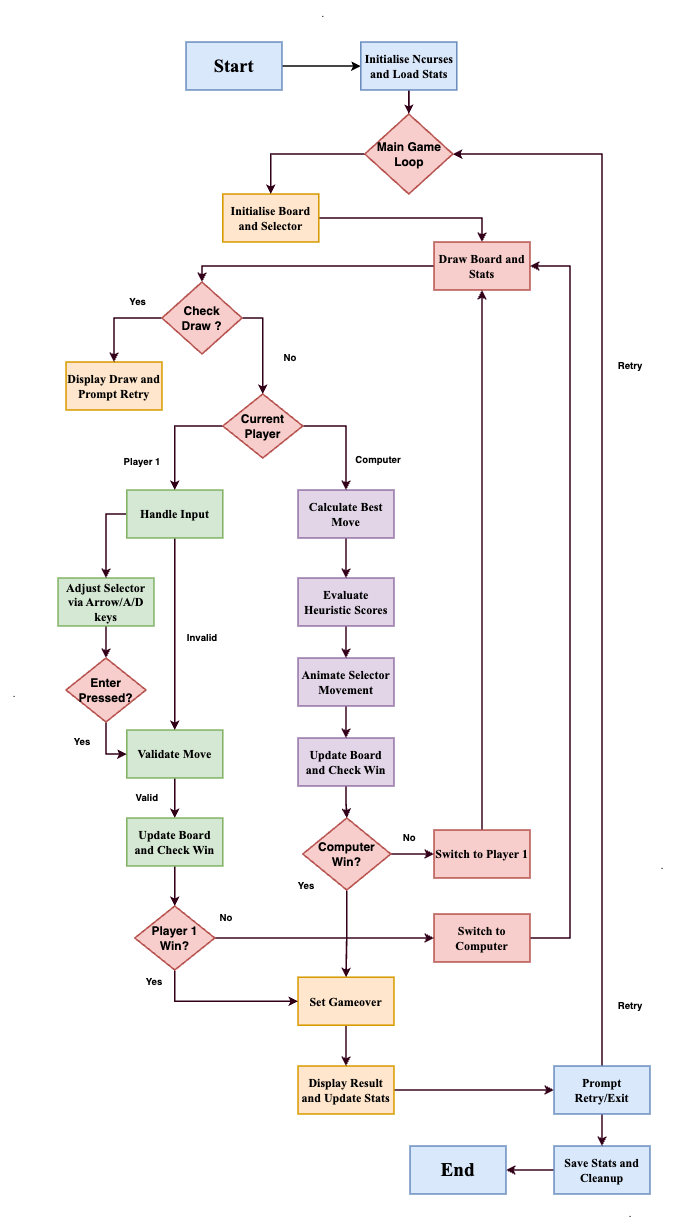 Start
Initialise Ncurses
and Load Stats
Main Game
Loop
Initialise Board
and Selector
Draw Board and
Stats
Yes
Check
Draw ?
No
Retry
Display Draw and
Prompt Retry
Current
Player
Player 1
Computer
Handle Input
Calculate Best
Move
Adjust Selector
via Arrow/A/D
keys
Evaluate
Heuristic Scores
Invalid
Enter
Pressed?
Animate Selector
Movement
Yes
Validate Move
Update Board
and Check Win
Valid
Update Board
and Check Win
Computer
Win?
No
Switch to Player 1
Yes
Player 1
Win?
No
Switch to
Computer
Yes
Set Gameover
Retry
Display Result
and Update Stats
Prompt
Retry/Exit
End
Save Stats and
Cleanup